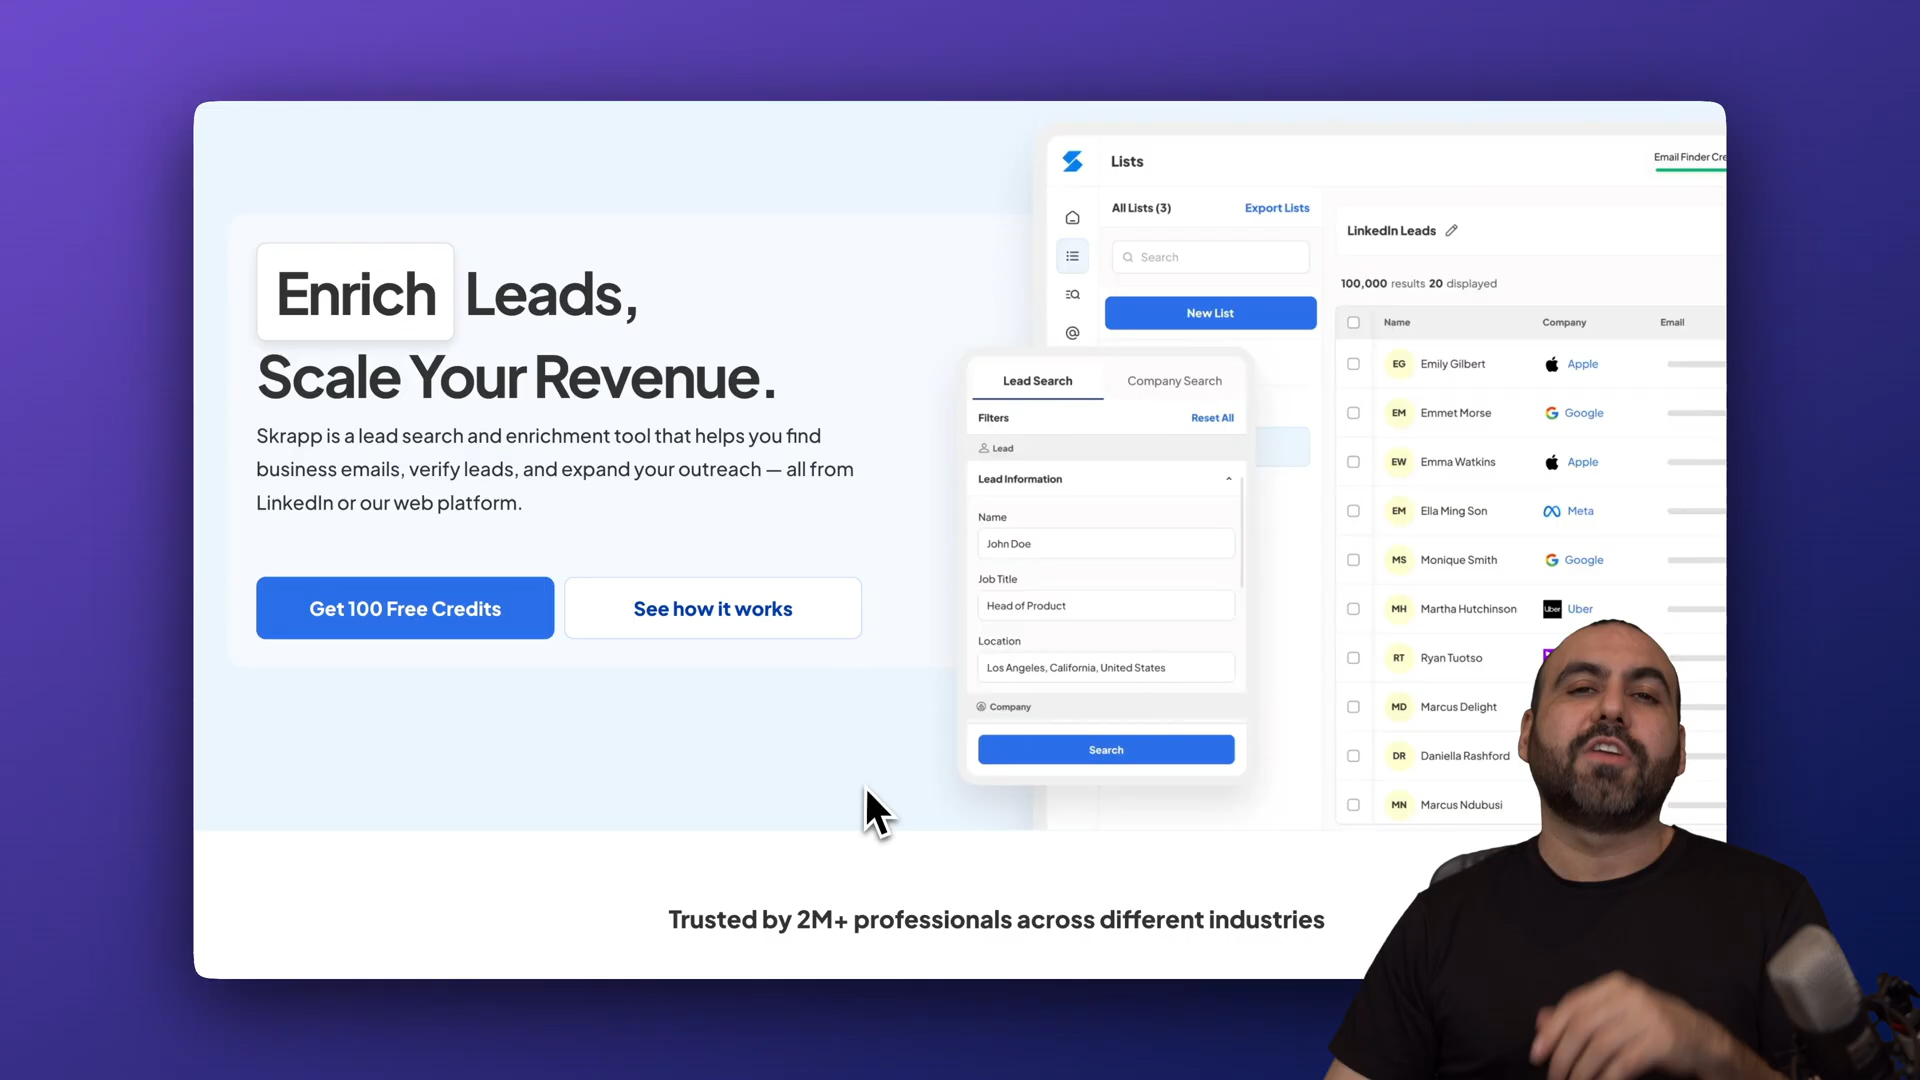 Enrich Leads,
Scale Your Revenue.
Skrapp is a lead search and enrichment tool that helps you find
business emails, verify leads, and expand your outreach — all from
LinkedIn or our web platform.
Get 100 Free Credits
See how it works
Lists
Email Finder Cre
All Lists (3)
Export Lists
Search
New List
LinkedIn Leads
100,000 results 20 displayed
Name Company Email
EG Emily Gilbert Apple
EM Emmet Morse Google
EW Emma Watkins Apple
EM Ella Ming Son Meta
MS Monique Smith Google
MH Martha Hutchinson Uber Uber
RT Ryan Tuotso
MD Marcus Delight
DR Daniella Rashford
MN Marcus Ndubusi
Lead Search
Company Search
Filters
Reset All
Lead
Lead Information
Name
John Doe
Job Title
Head of Product
Location
Los Angeles, California, United States
Company
Search
Trusted by 2M+ professionals across different industries